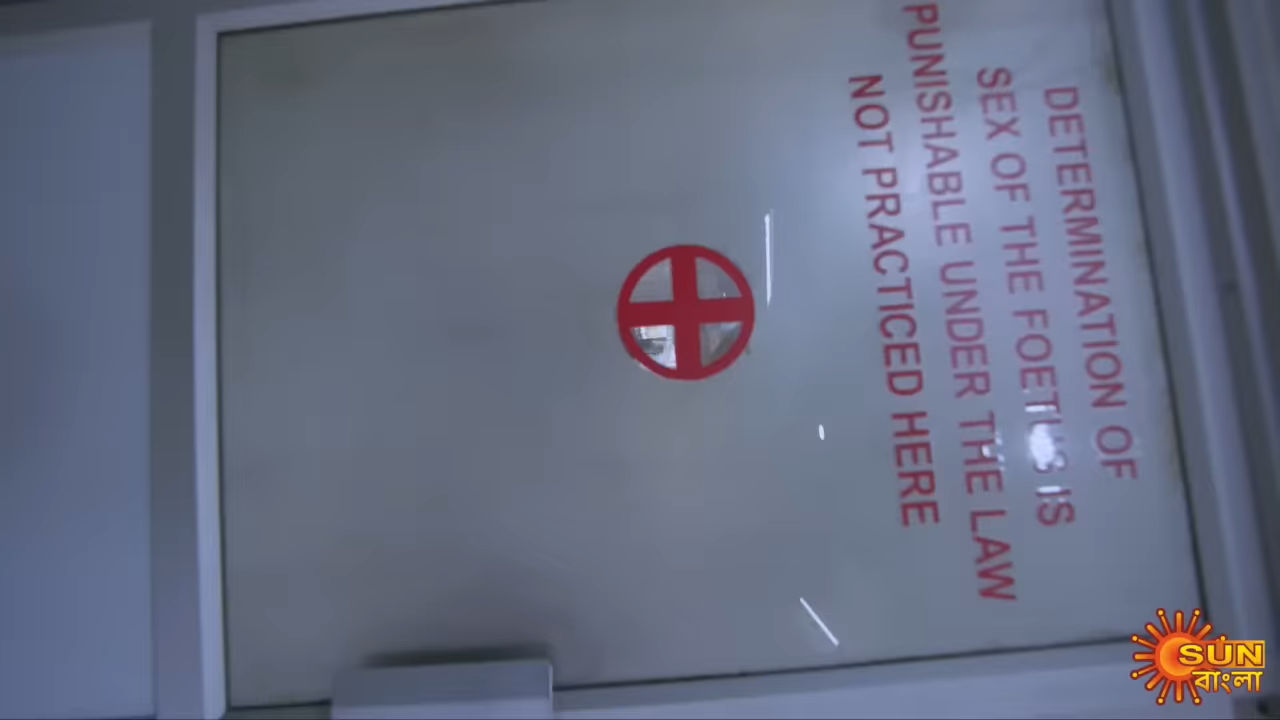 DETERMINATION OF
SEX OF THE FOETUS IS
PUNISHABLE UNDER THE LAW
NOT PRACTICED HERE
SUN
বাংলা